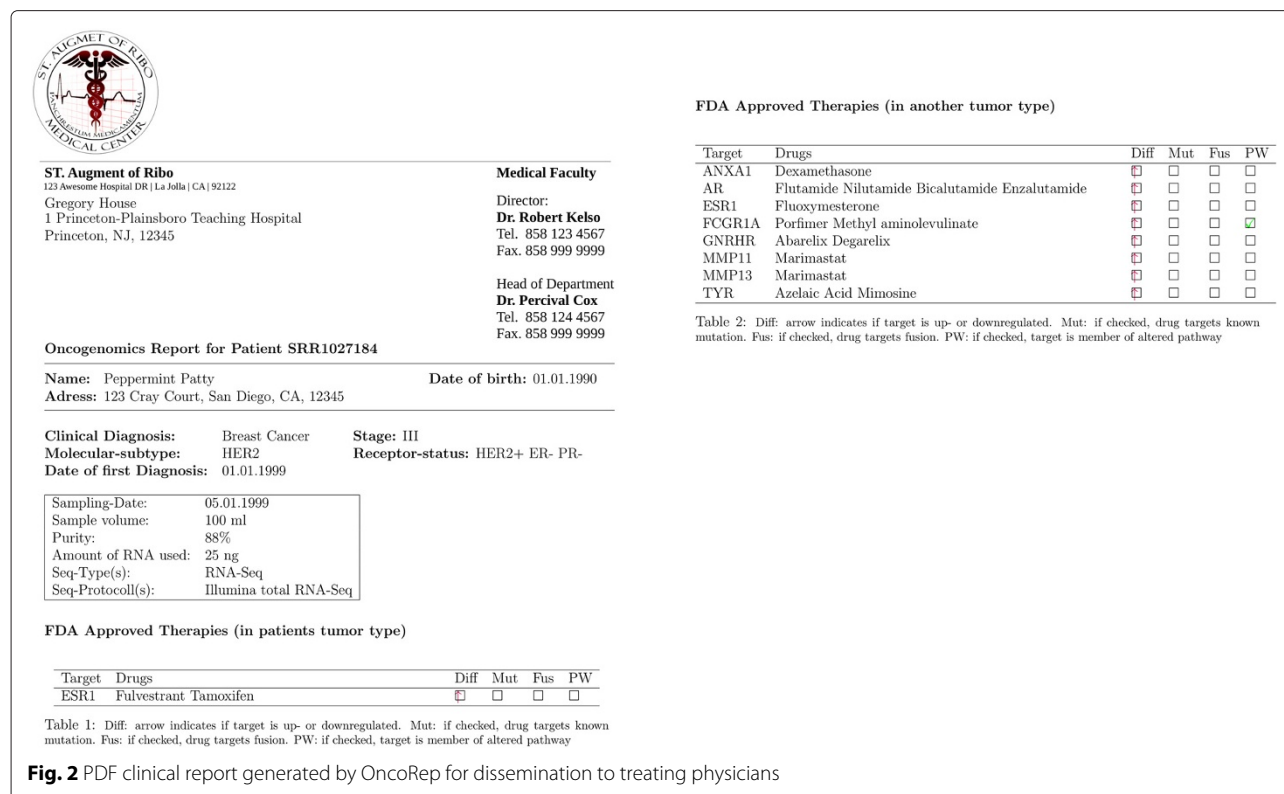 ST. AUGMET OF RIBO
PANCHRESTUM MEDICAMENTUM
MEDICAL CENTER
ST. Augment of Ribo
123 Awesome Hospital DR | La Jolla | CA | 92122
Gregory House
1 Princeton-Plainsboro Teaching Hospital
Princeton, NJ, 12345
Medical Faculty
Director:
Dr. Robert Kelso
Tel. 858 123 4567
Fax. 858 999 9999
Head of Department
Dr. Percival Cox
Tel. 858 124 4567
Fax. 858 999 9999
Oncogenomics Report for Patient SRR1027184
Name: Peppermint Patty Date of birth: 01.01.1990
Adress: 123 Cray Court, San Diego, CA, 12345
Clinical Diagnosis: Breast Cancer Stage: III
Molecular-subtype: HER2 Receptor-status: HER2+ ER- PR-
Date of first Diagnosis: 01.01.1999
Sampling-Date: 05.01.1999
Sample volume: 100 ml
Purity: 88%
Amount of RNA used: 25 ng
Seq-Type(s): RNA-Seq
Seq-Protocoll(s): Illumina total RNA-Seq
FDA Approved Therapies (in patients tumor type)
Target Drugs Diff Mut Fus PW
ESR1 Fulvestrant Tamoxifen ↑ ☐ ☐ ☐
Table 1: Diff: arrow indicates if target is up- or downregulated. Mut: if checked, drug targets known
mutation. Fus: if checked, drug targets fusion. PW: if checked, target is member of altered pathway
FDA Approved Therapies (in another tumor type)
Target Drugs Diff Mut Fus PW
ANXA1 Dexamethasone ↑ ☐ ☐ ☐
AR Flutamide Nilutamide Bicalutamide Enzalutamide ↑ ☐ ☐ ☐
ESR1 Fluoxymesterone ↑ ☐ ☐ ☐
FCGR1A Porfimer Methyl aminolevulinate ↑ ☐ ☐ ☑
GNRHR Abarelix Degarelix ↑ ☐ ☐ ☐
MMP11 Marimastat ↑ ☐ ☐ ☐
MMP13 Marimastat ↑ ☐ ☐ ☐
TYR Azelaic Acid Mimosine ↑ ☐ ☐ ☐
Table 2: Diff: arrow indicates if target is up- or downregulated. Mut: if checked, drug targets known
mutation. Fus: if checked, drug targets fusion. PW: if checked, target is member of altered pathway
Fig. 2 PDF clinical report generated by OncoRep for dissemination to treating physicians